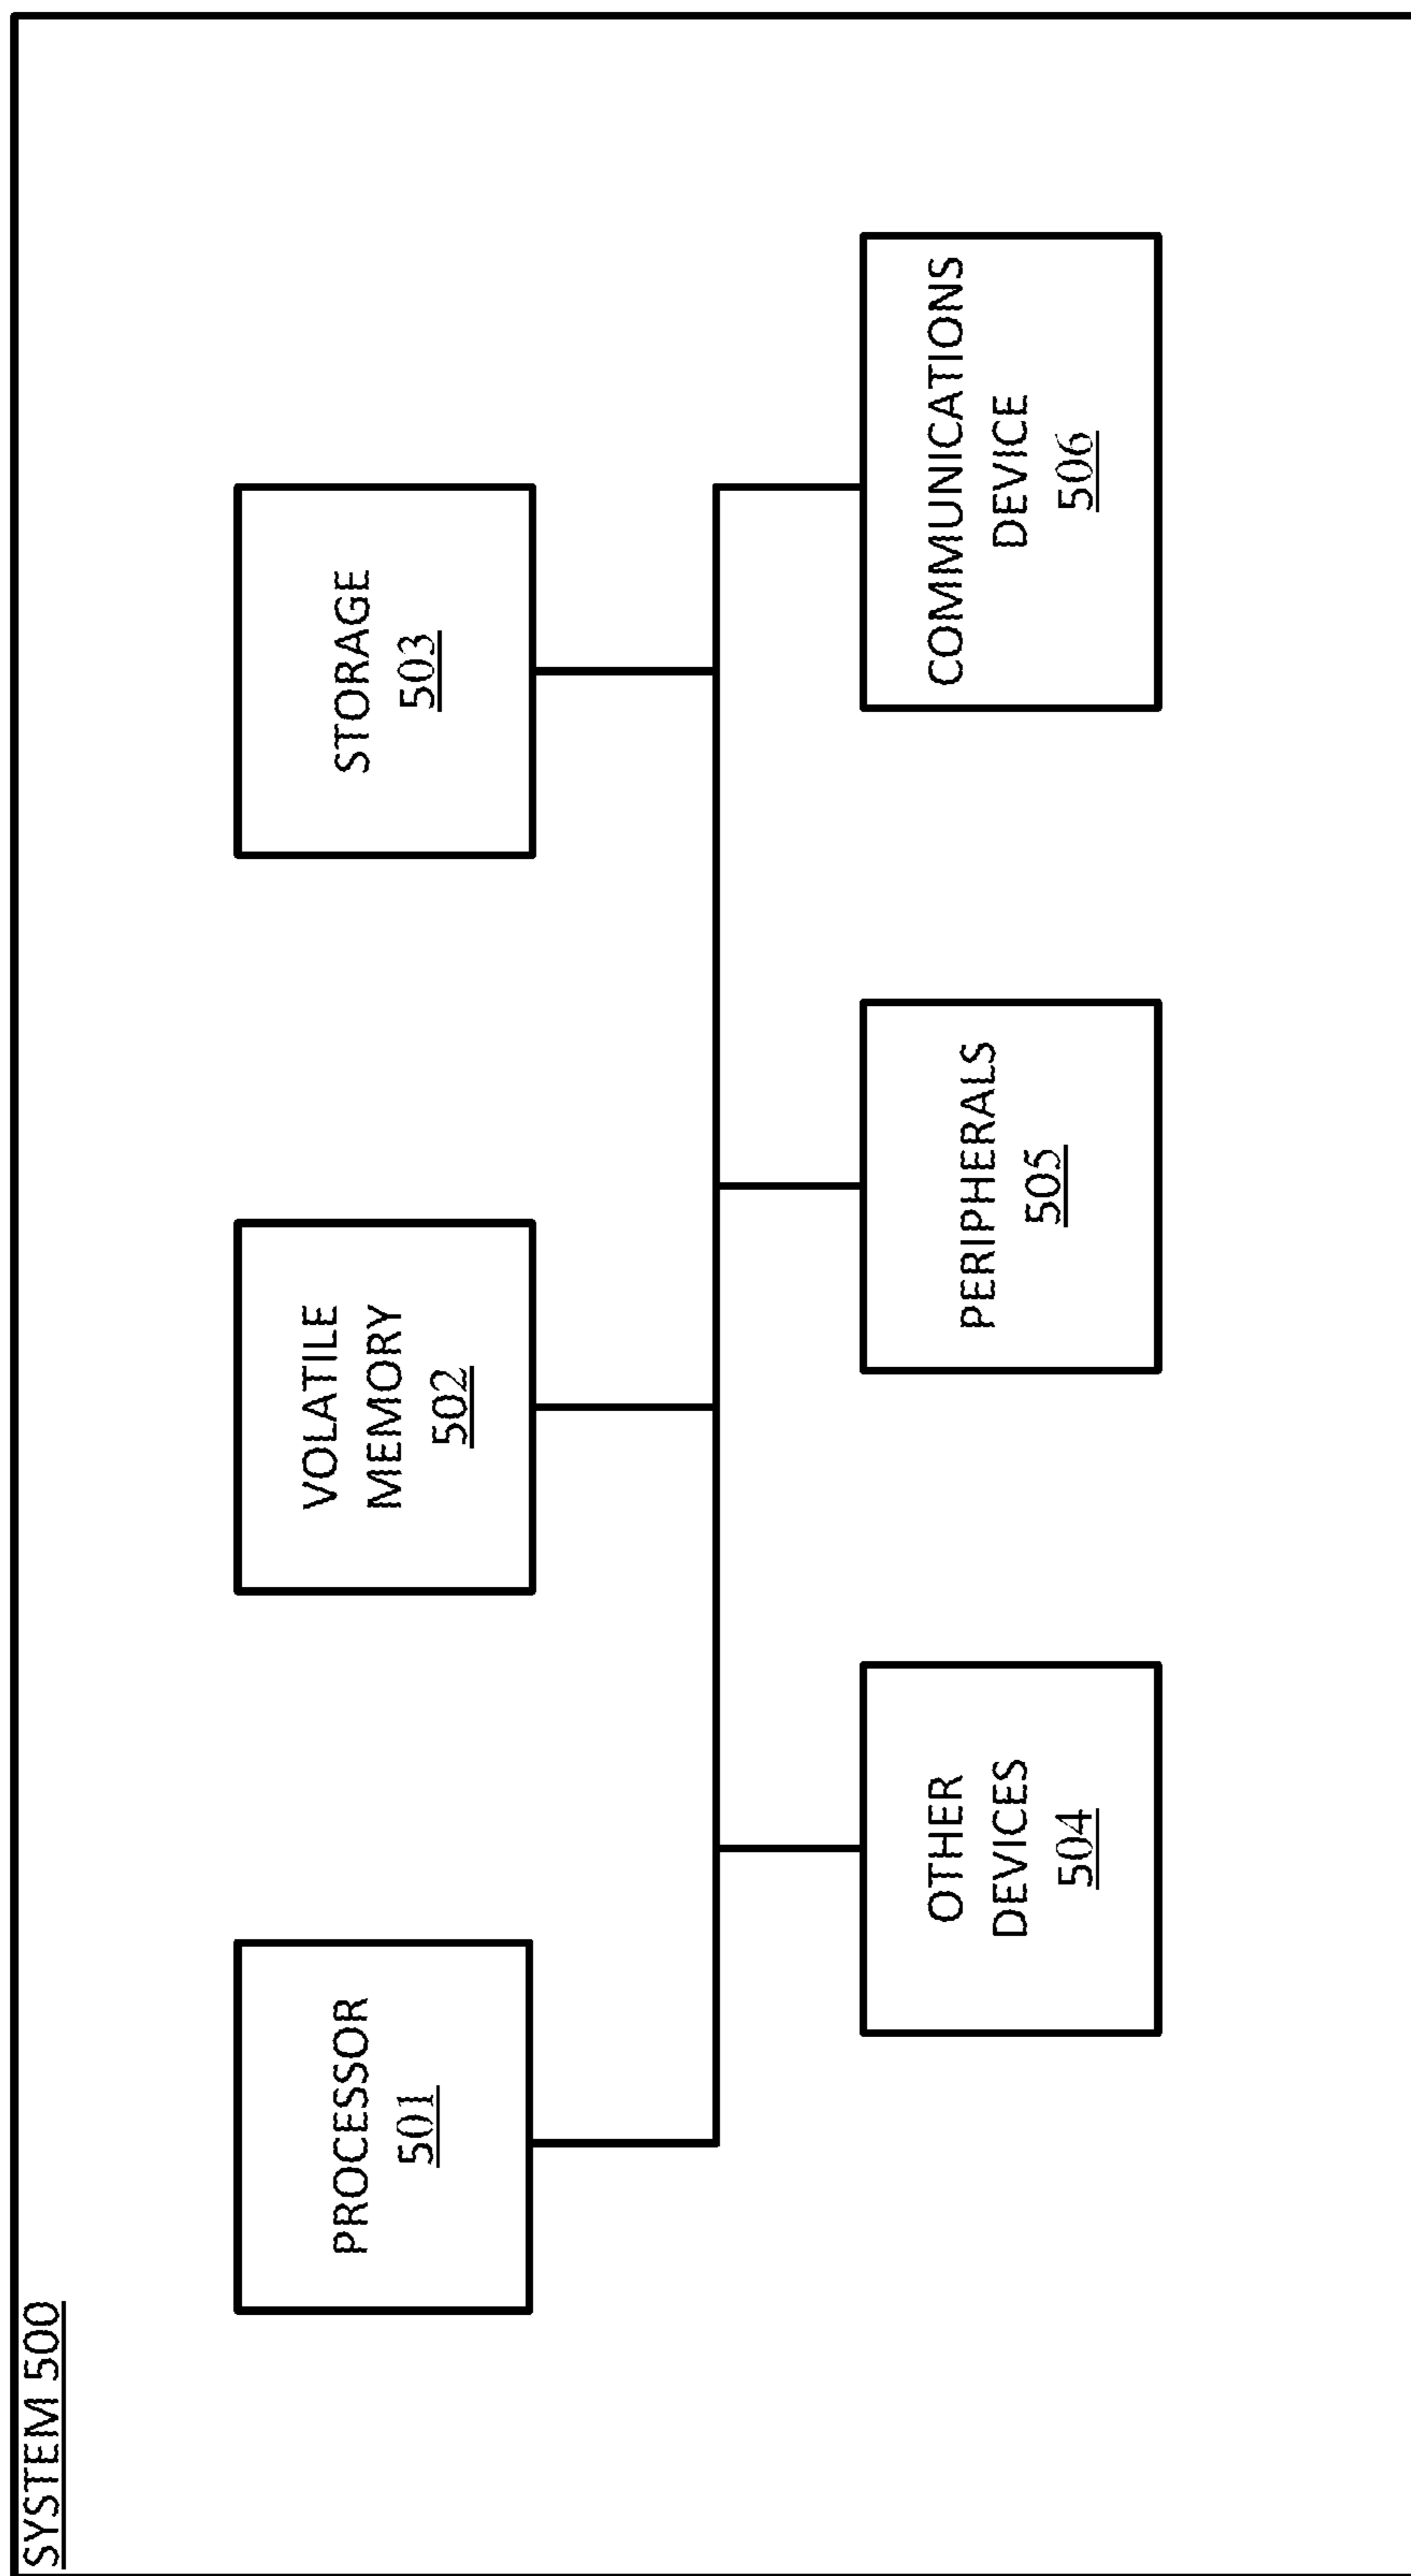 SYSTEM 500
PROCESSOR
501
VOLATILE
MEMORY
502
STORAGE
503
OTHER
DEVICES
504
PERIPHERALS
505
COMMUNICATIONS
DEVICE
506